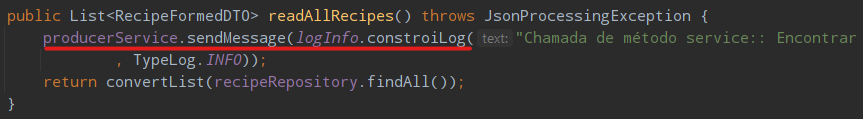 public List<RecipeFormedDTO> readAllRecipes() throws JsonProcessingException {
producerService.sendMessage(logInfo.constroiLog( text: "Chamada de método service:: Encontrar
, TypeLog.INFO));
return convertList(recipeRepository.findAll());
}